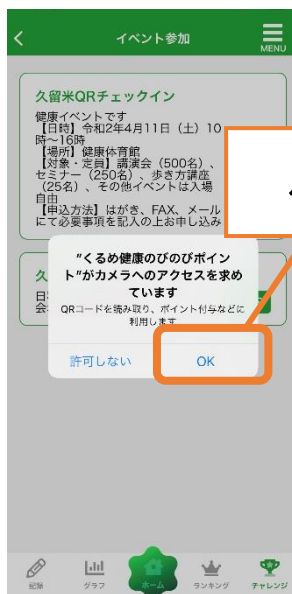 イベント参加
MENU
久留米QRチェックイン
健康イベントです
【日時】令和2年4月11日（土）10
時～16時
【場所】健康体育館
【対象・定員】講演会（500名）、
セミナー（250名）、歩き方講座
（25名）、その他イベントは入場
自由
【申込方法】はがき、FAX、メール
にて必要事項を記入の上お申し込み
久
日
会
"くるめ健康のびのびポイン
ト"がカメラへのアクセスを求め
ています
QRコードを読み取り、ポイント付与などに
利用します
許可しない
OK
記録
グラフ
ホーム
ランキング
チャレンジ